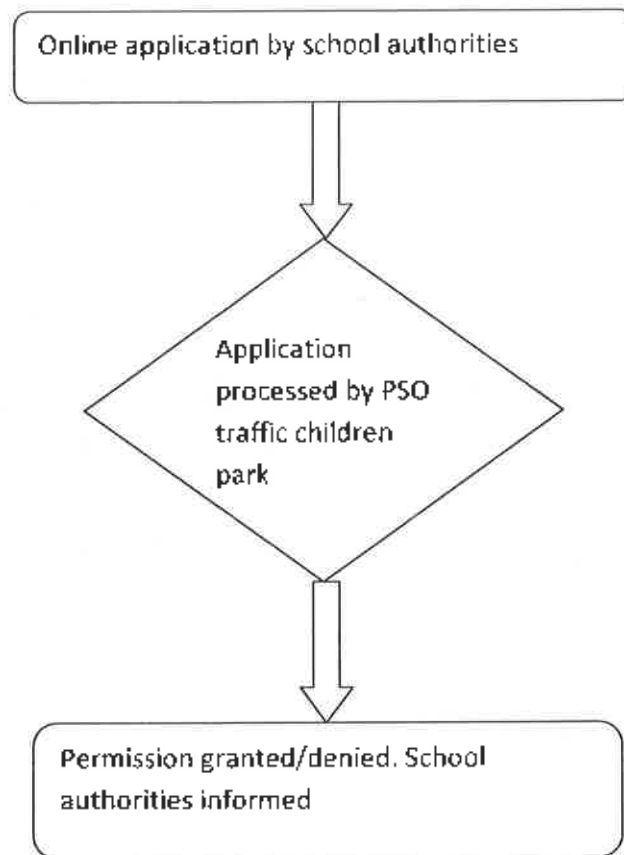 Online application by school authorities
Application
processed by PSO
traffic children
park
Permission granted/denied. School
authorities informed